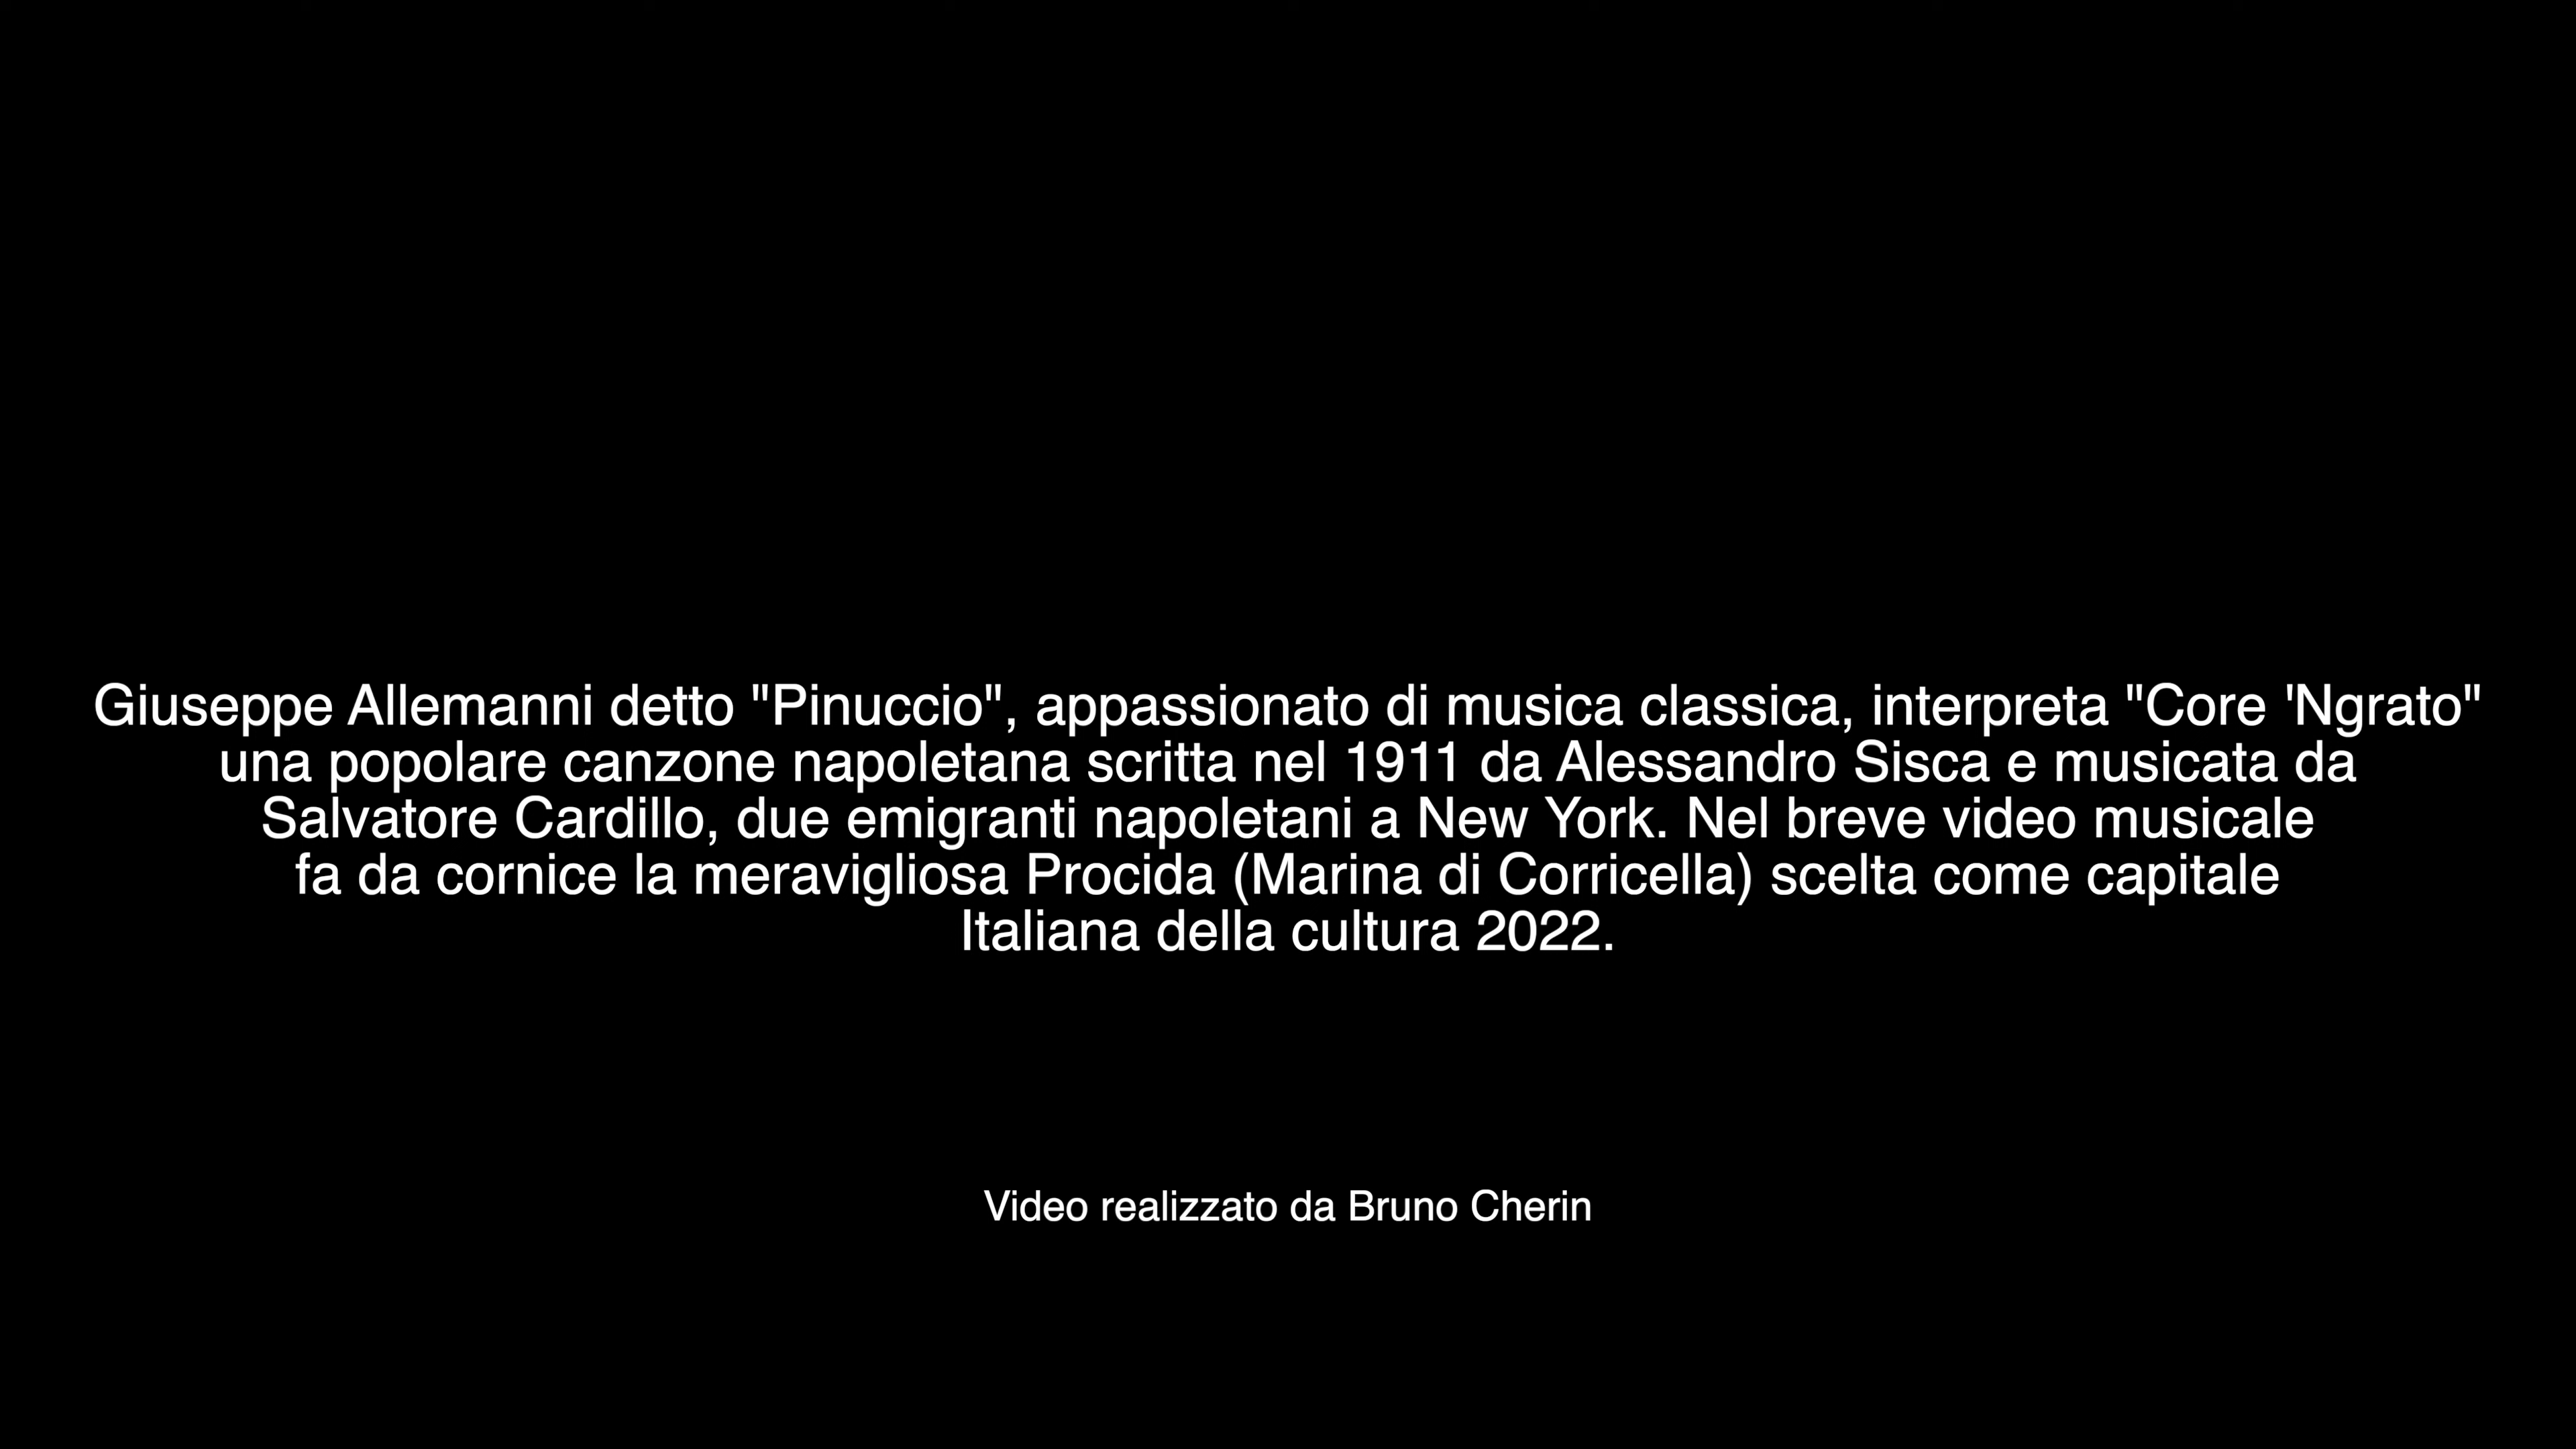 Giuseppe Allemanni detto "Pinuccio", appassionato di musica classica, interpreta "Core 'Ngrato"
una popolare canzone napoletana scritta nel 1911 da Alessandro Sisca e musicata da
Salvatore Cardillo, due emigranti napoletani a New York. Nel breve video musicale
fa da cornice la meravigliosa Procida (Marina di Corricella) scelta come capitale
Italiana della cultura 2022.
Video realizzato da Bruno Cherin